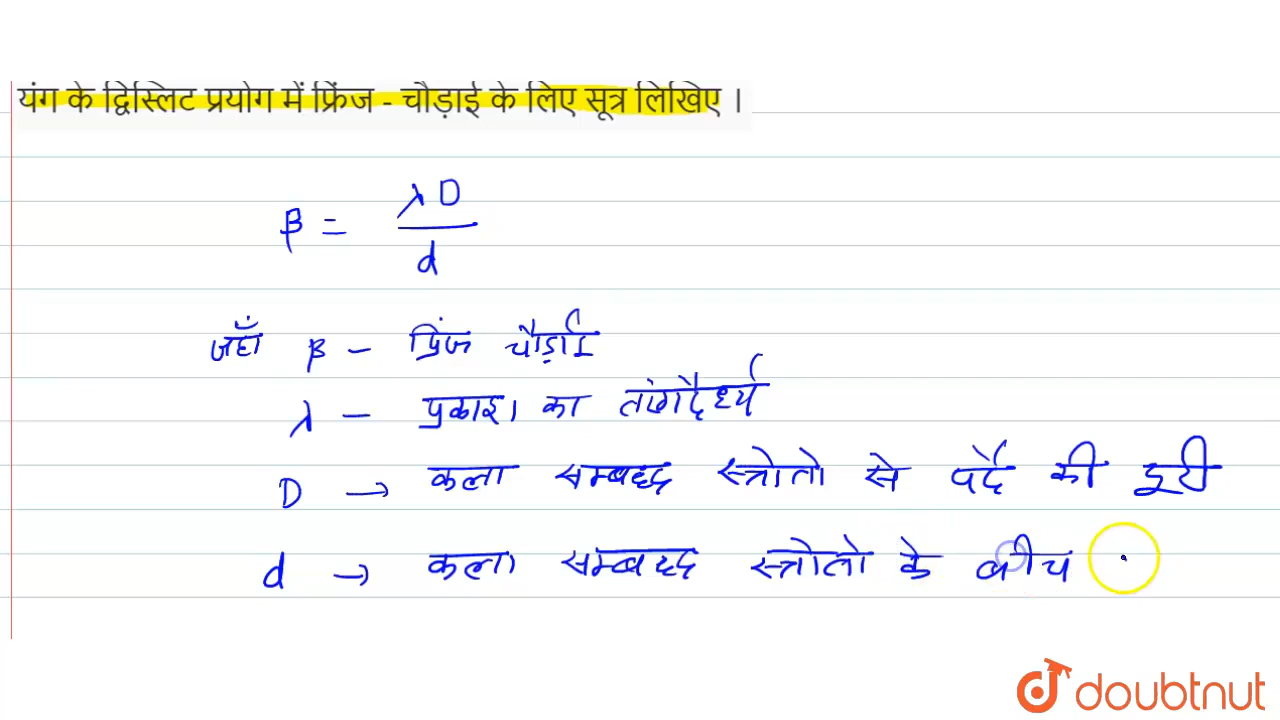 यंग के द्विस्लिट प्रयोग में फ्रिंज - चौड़ाई के लिए सूत्र लिखिए ।
β = λD / d
जहाँ β – फ्रिंज चौड़ाई
λ – प्रकाश का तरंगदैर्ध्य
D → कला सम्बद्ध स्त्रोतो से पर्दे की दूरी
d → कला सम्बद्ध स्त्रोतो के बीच
doubtnut